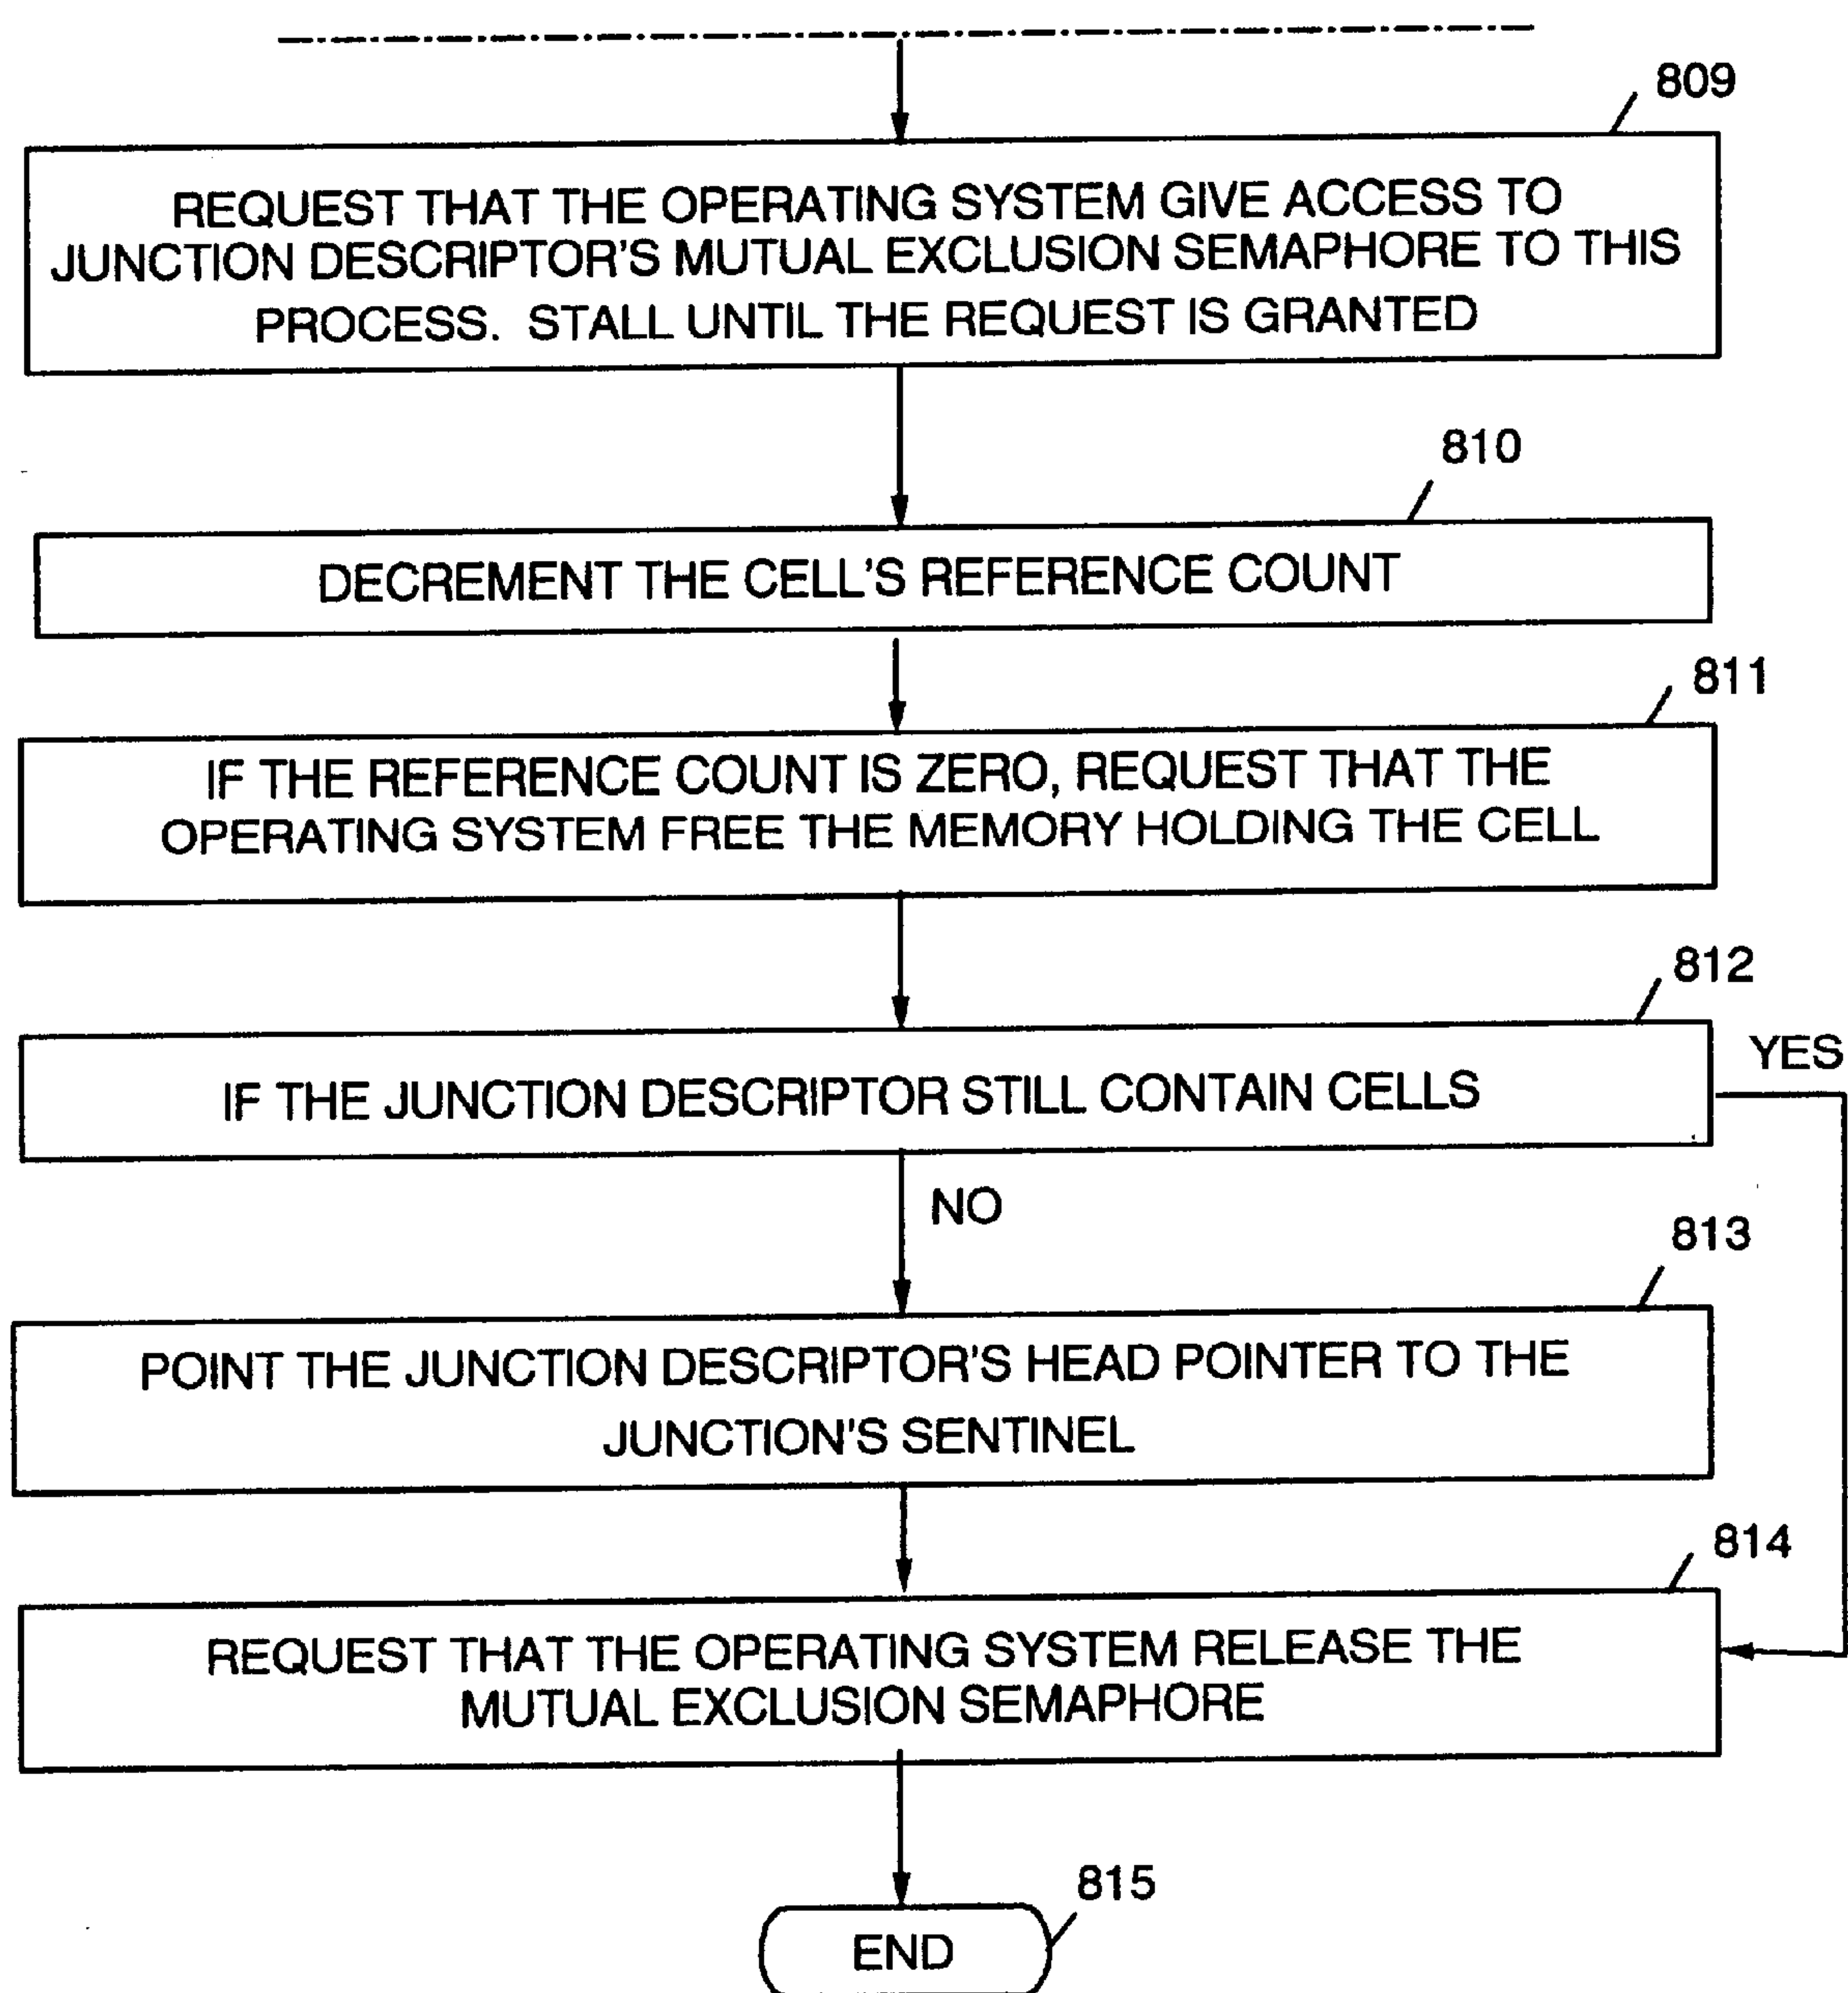 809
REQUEST THAT THE OPERATING SYSTEM GIVE ACCESS TO
JUNCTION DESCRIPTOR'S MUTUAL EXCLUSION SEMAPHORE TO THIS
PROCESS. STALL UNTIL THE REQUEST IS GRANTED
810
DECREMENT THE CELL'S REFERENCE COUNT
811
IF THE REFERENCE COUNT IS ZERO, REQUEST THAT THE
OPERATING SYSTEM FREE THE MEMORY HOLDING THE CELL
812
IF THE JUNCTION DESCRIPTOR STILL CONTAIN CELLS
YES
NO
813
POINT THE JUNCTION DESCRIPTOR'S HEAD POINTER TO THE
JUNCTION'S SENTINEL
814
REQUEST THAT THE OPERATING SYSTEM RELEASE THE
MUTUAL EXCLUSION SEMAPHORE
815
END